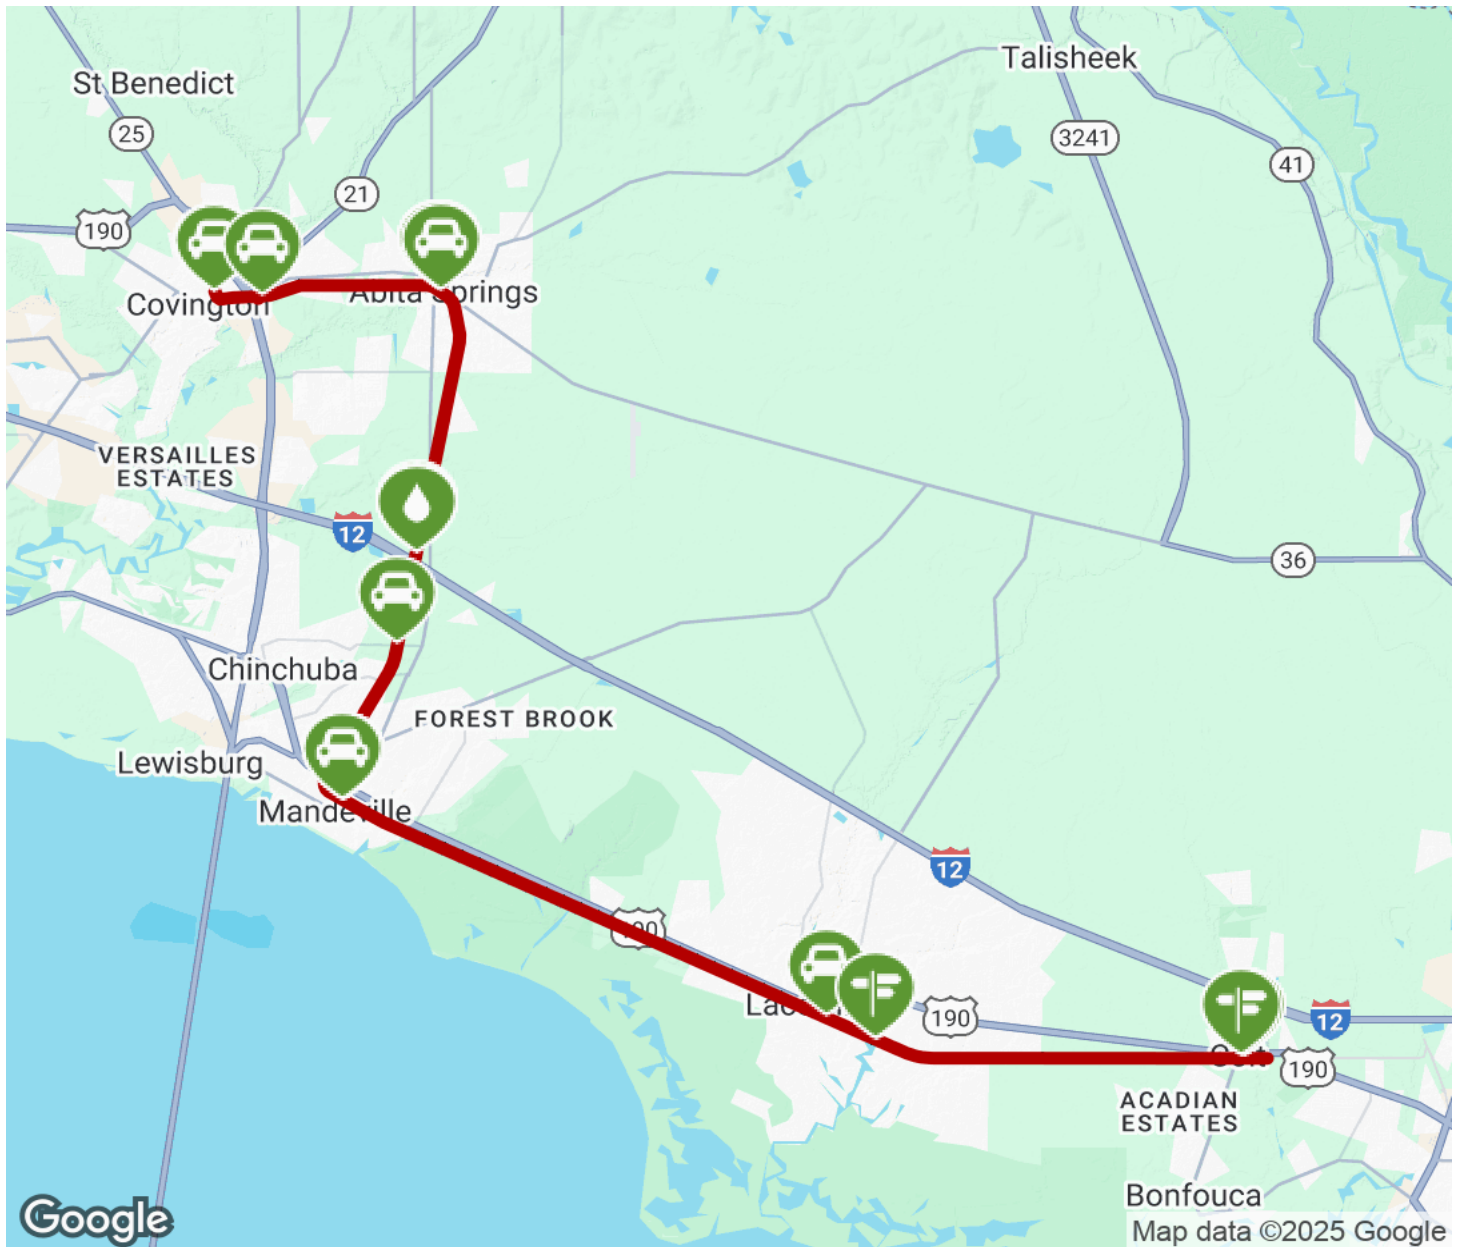 Talisheek
St Benedict
25
3241
41
21
190
Covington
Abita Springs
VERSAILLES
ESTATES
12
36
Chinchuba
FOREST BROOK
Lewisburg
Mandeville
12
190
190
12
190
ACADIAN
ESTATES
Bonfouca
Google
Map data ©2025 Google